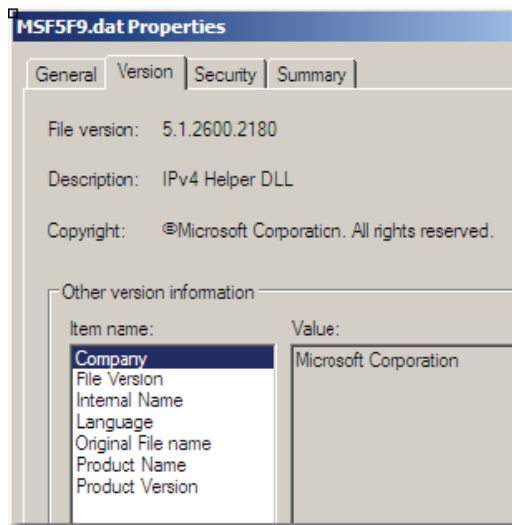 MSF5F9.dat Properties
General Version Security Summary
File version: 5.1.2600.2180
Description: IPv4 Helper DLL
Copyright: ©Microsoft Corporation. All rights reserved.
Other version information
Item name: Value:
Company Microsoft Corporation
File Version
Internal Name
Language
Original File name
Product Name
Product Version